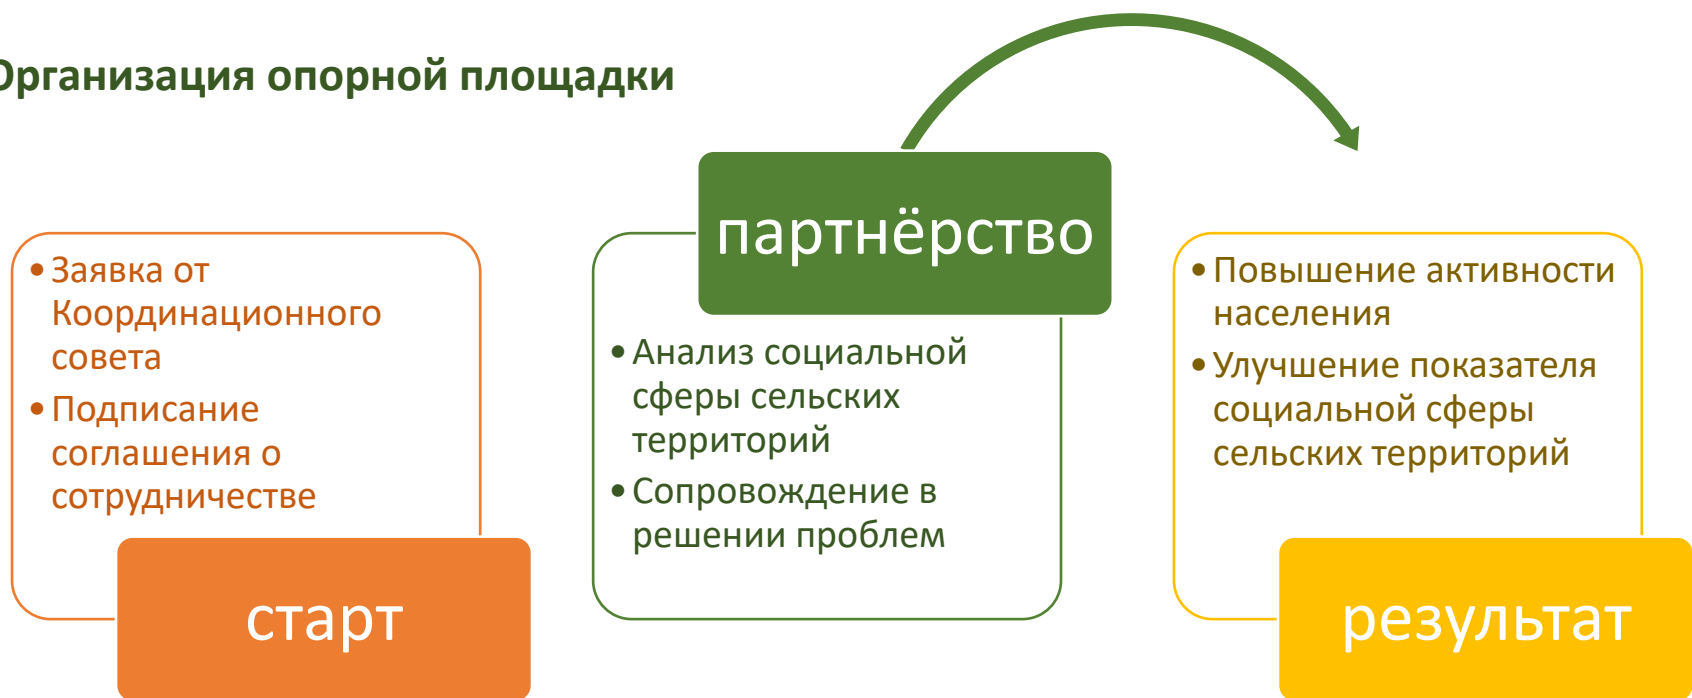 Организация опорной площадки
• Заявка от
Координационного
совета
• Подписание
соглашения о
сотрудничестве
старт
партнёрство
• Анализ социальной
сферы сельских
территорий
• Сопровождение в
решении проблем
• Повышение активности
населения
• Улучшение показателя
социальной сферы
сельских территорий
результат